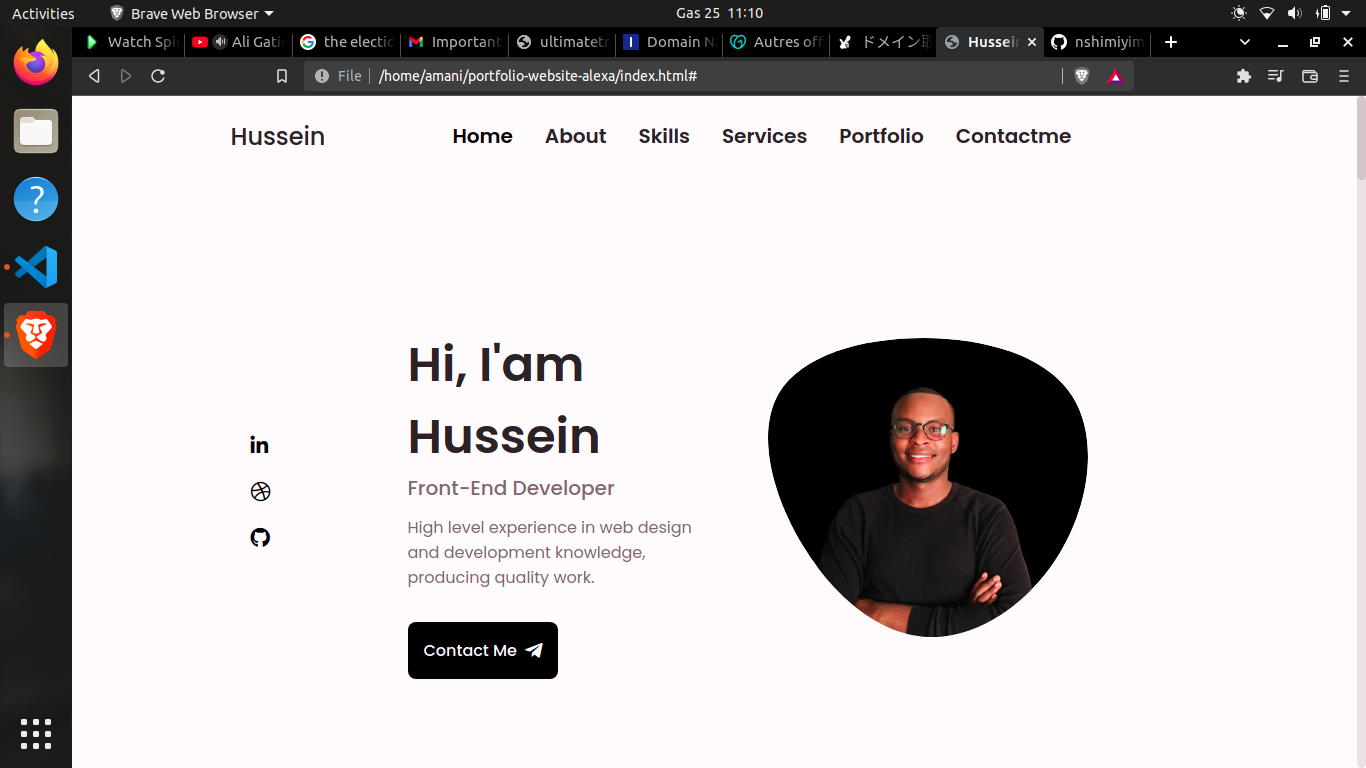 Activities
Brave Web Browser
Gas 25 11:10
Watch Spi
Ali Gati
the electic
Important
ultimatetr
Domain N
Autres off
ドメイン取
Hussein
nshimiyim
File
/home/amani/portfolio-website-alexa/index.html#
Hussein
Home
About
Skills
Services
Portfolio
Contactme
Hi, I'am
Hussein
in
Front-End Developer
High level experience in web design
and development knowledge,
producing quality work.
Contact Me